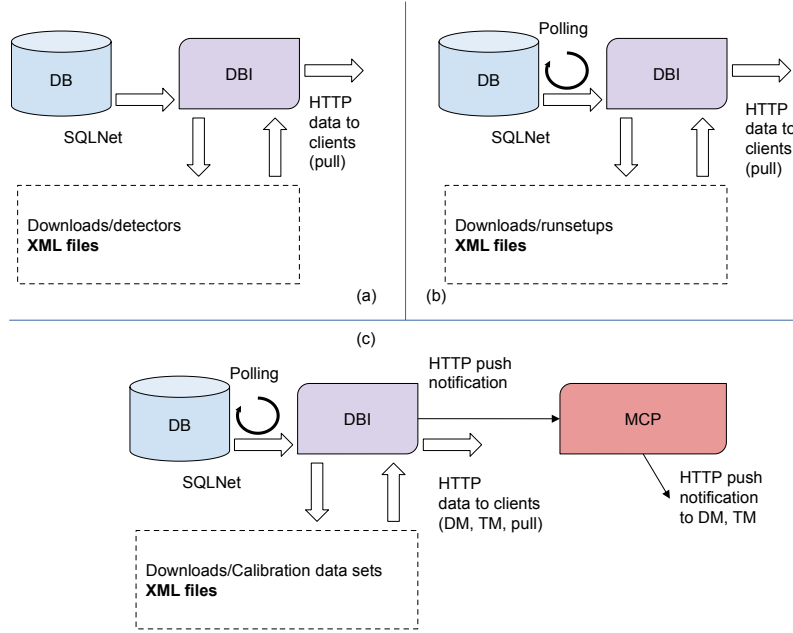 DB
DBI
SQLNet
HTTP
data to
clients
(pull)
Downloads/detectors
XML files
(a)
Polling
DB
DBI
SQLNet
HTTP
data to
clients
(pull)
Downloads/runsetups
XML files
(b)
(c)
Polling
DB
DBI
SQLNet
HTTP push
notification
MCP
HTTP
data to clients
(DM, TM, pull)
HTTP push
notification
to DM, TM
Downloads/Calibration data sets
XML files